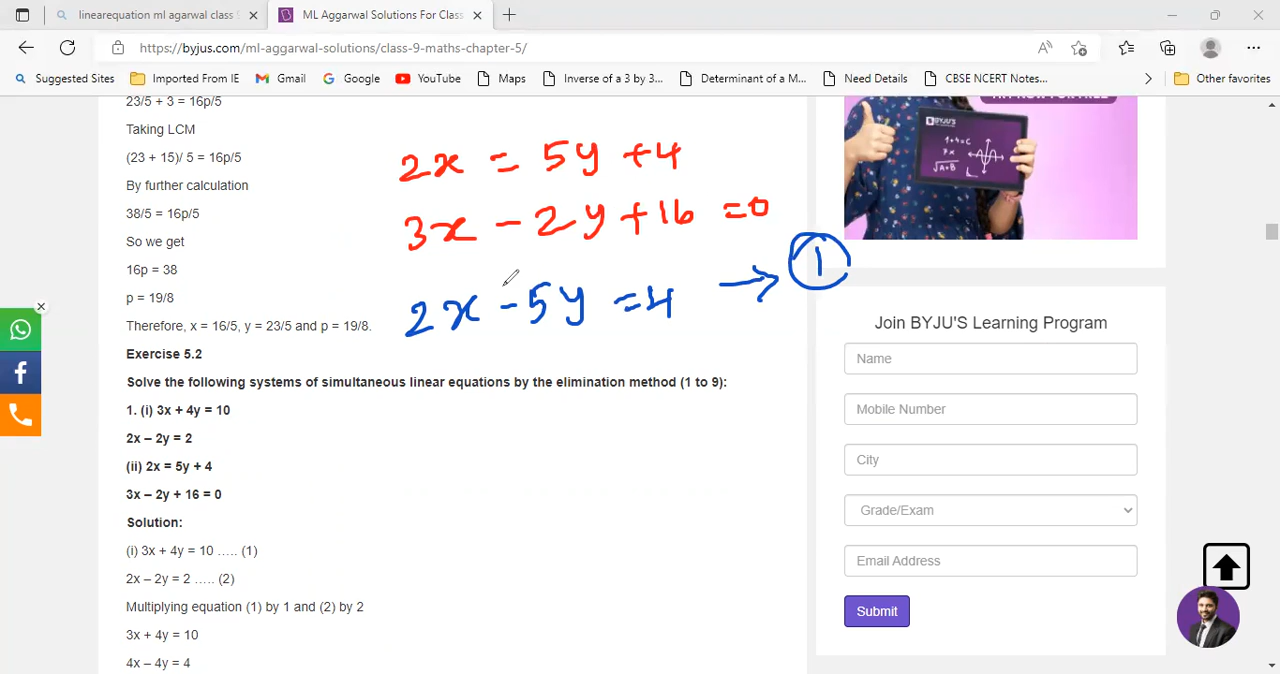 linearequation ml agarwal class
ML Aggarwal Solutions For Class
https://byjus.com/ml-aggarwal-solutions/class-9-maths-chapter-5/
Suggested Sites
Imported From IE
Gmail
Google
YouTube
Maps
Inverse of a 3 by 3...
Determinant of a M...
Need Details
CBSE NCERT Notes...
Other favorites
23/5 + 3 = 16p/5
Taking LCM
(23 + 15)/ 5 = 16p/5
By further calculation
38/5 = 16p/5
So we get
16p = 38
p = 19/8
Therefore, x = 16/5, y = 23/5 and p = 19/8.
2x = 5y + 4
3x - 2y + 16 = 0
2x - 5y = 4 → 1
Exercise 5.2
Solve the following systems of simultaneous linear equations by the elimination method (1 to 9):
1. (i) 3x + 4y = 10
2x – 2y = 2
(ii) 2x = 5y + 4
3x – 2y + 16 = 0
Solution:
(i) 3x + 4y = 10 ….. (1)
2x – 2y = 2 ….. (2)
Multiplying equation (1) by 1 and (2) by 2
3x + 4y = 10
4x – 4y = 4
BYJU'S
Join BYJU'S Learning Program
Name
Mobile Number
City
Grade/Exam
Email Address
Submit